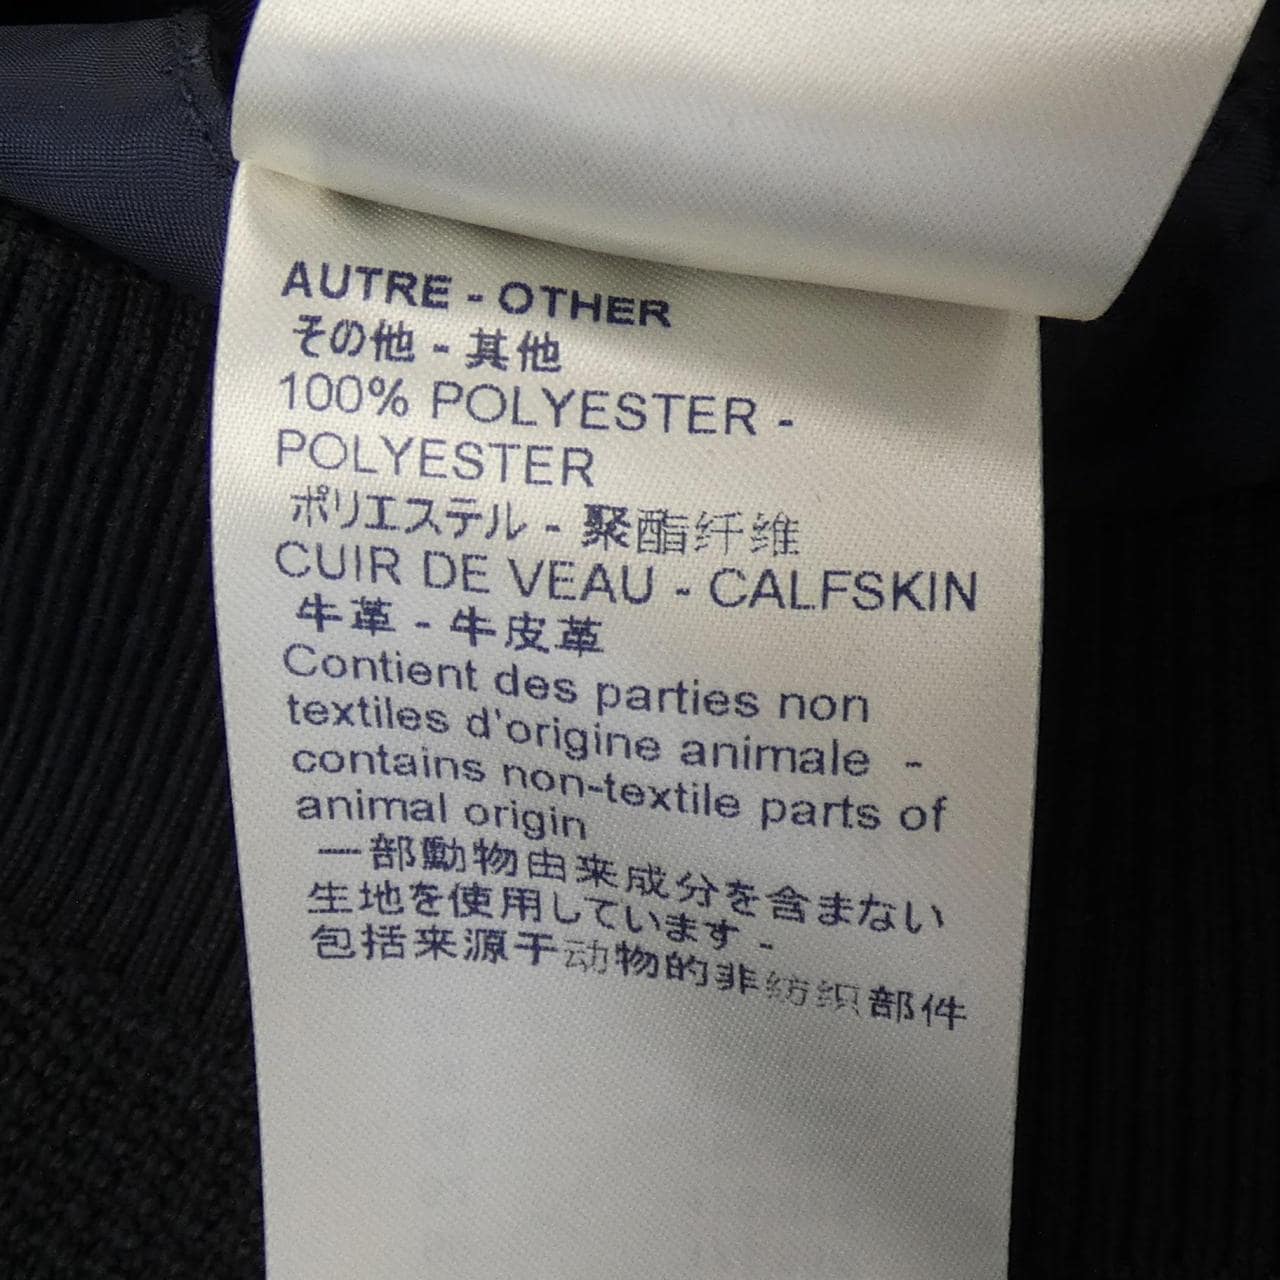 AUTRE - OTHER
その他 - 其他
100% POLYESTER -
POLYESTER
ポリエステル - 聚酯纤维
CUIR DE VEAU - CALFSKIN
牛革 - 牛皮革
Contient des parties non
textiles d'origine animale -
contains non-textile parts of
animal origin
一部動物由来成分を含まない
生地を使用しています -
包括来源于动物的非纺织部件